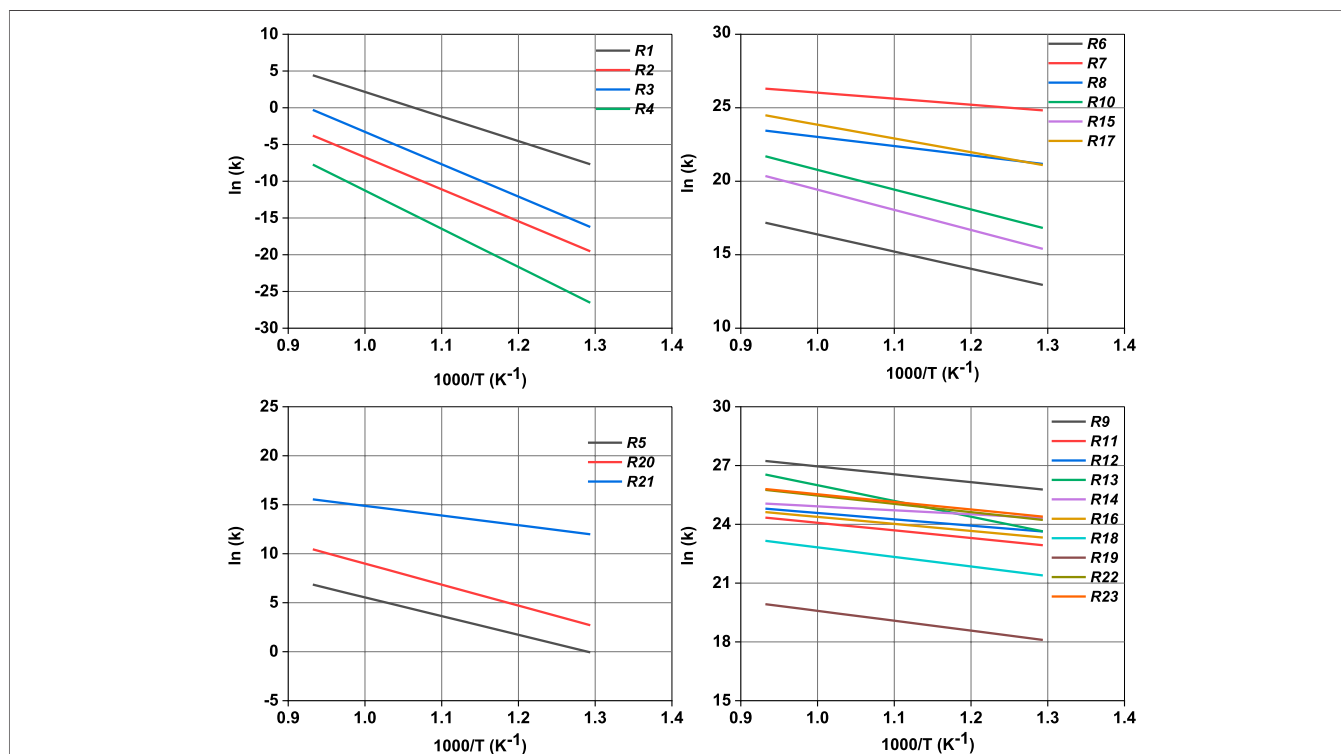 10
5
0
-5
-10
-15
-20
-25
-30
0.9 1.0 1.1 1.2 1.3 1.4
ln (k)
1000/T (K-1)
R1
R2
R3
R4
30
25
20
15
10
0.9 1.0 1.1 1.2 1.3 1.4
ln (k)
1000/T (K-1)
R6
R7
R8
R10
R15
R17
25
20
15
10
5
0
-5
0.9 1.0 1.1 1.2 1.3 1.4
ln (k)
1000/T (K-1)
R5
R20
R21
30
27
24
21
18
15
0.9 1.0 1.1 1.2 1.3 1.4
ln (k)
1000/T (K-1)
R9
R11
R12
R13
R14
R16
R18
R19
R22
R23